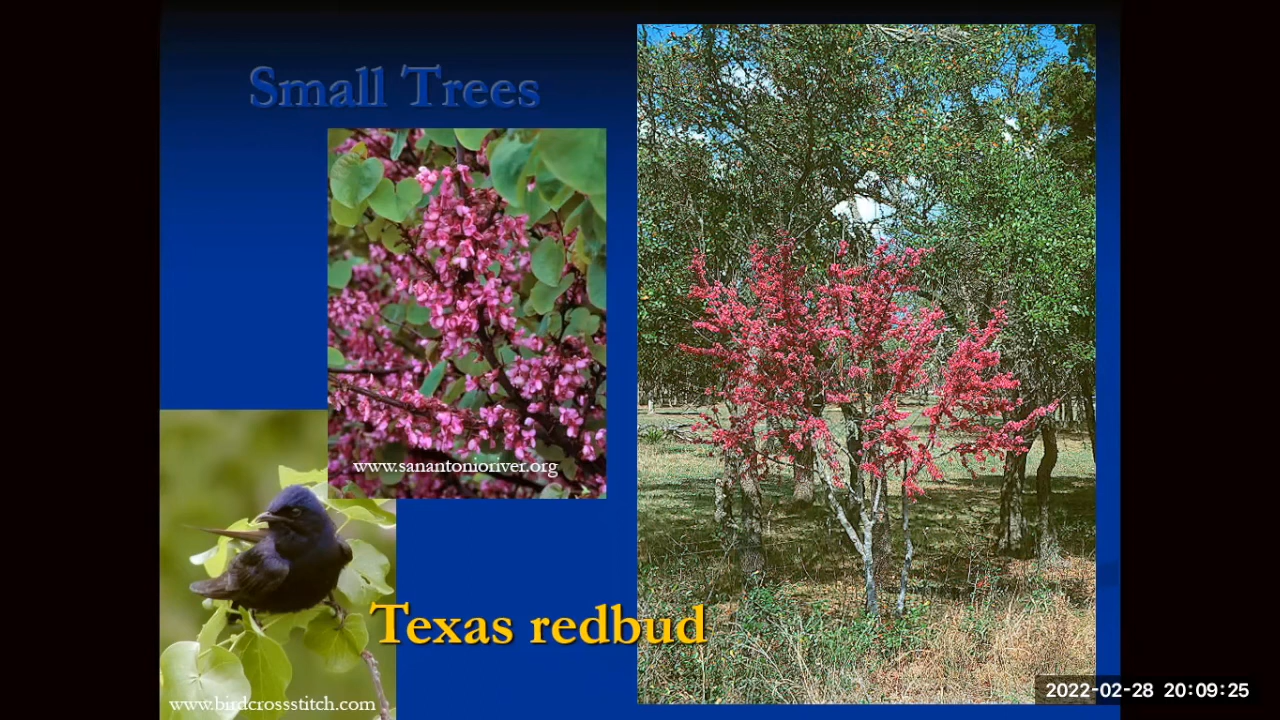 Small Trees
www.sanantonioriver.org
Texas redbud
www.birdcrossstitch.com
2022-02-28 20:09:25